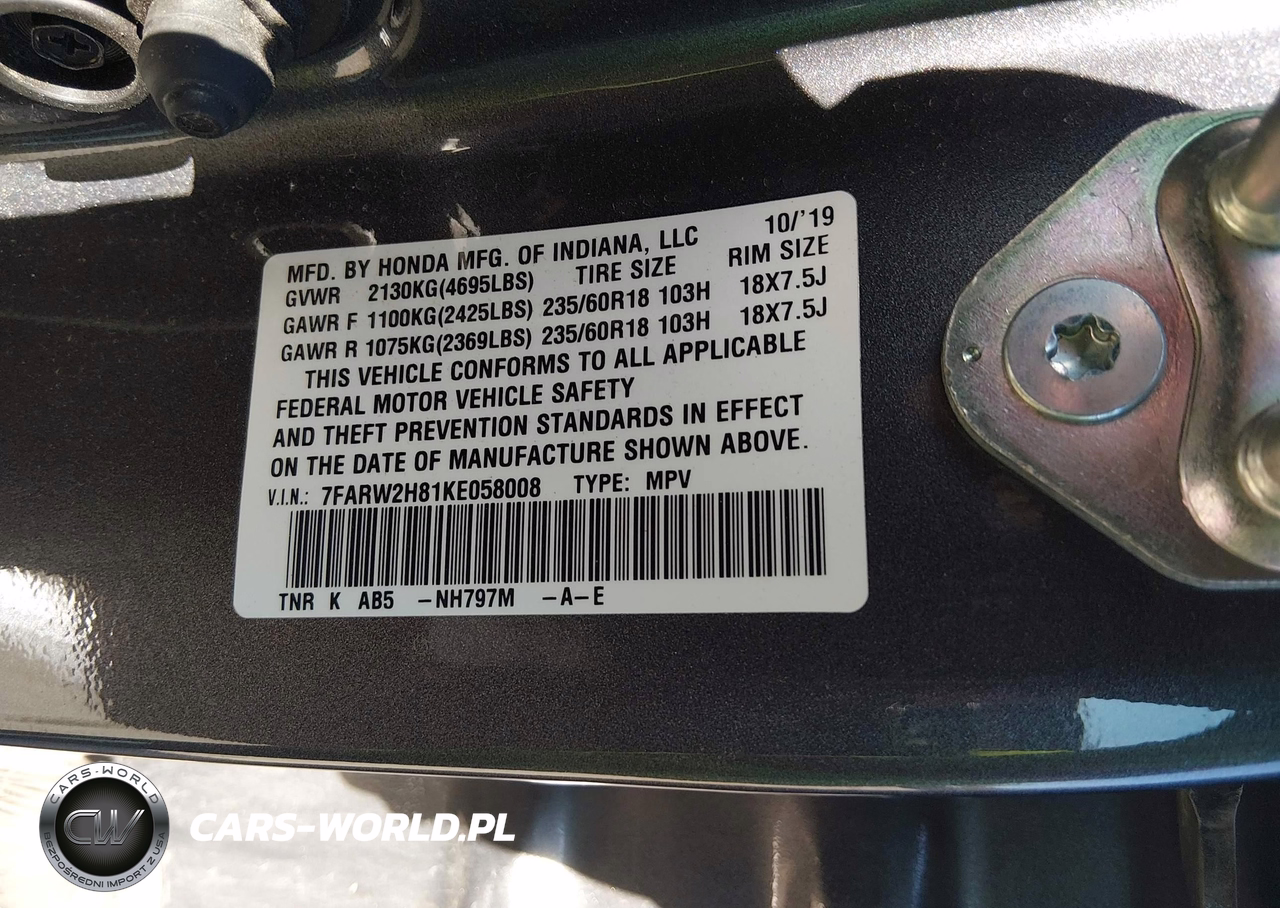 MFD. BY HONDA MFG. OF INDIANA, LLC 10/'19
GVWR 2130KG(4695LBS) TIRE SIZE RIM SIZE
GAWR F 1100KG(2425LBS) 235/60R18 103H 18X7.5J
GAWR R 1075KG(2369LBS) 235/60R18 103H 18X7.5J
THIS VEHICLE CONFORMS TO ALL APPLICABLE
FEDERAL MOTOR VEHICLE SAFETY
AND THEFT PREVENTION STANDARDS IN EFFECT
ON THE DATE OF MANUFACTURE SHOWN ABOVE.
V.I.N.: 7FARW2H81KE058008 TYPE: MPV
TNR K AB5 -NH797M -A-E
CARS-WORLD
CW
BEZPOŚREDNI IMPORT Z USA
CARS-WORLD.PL